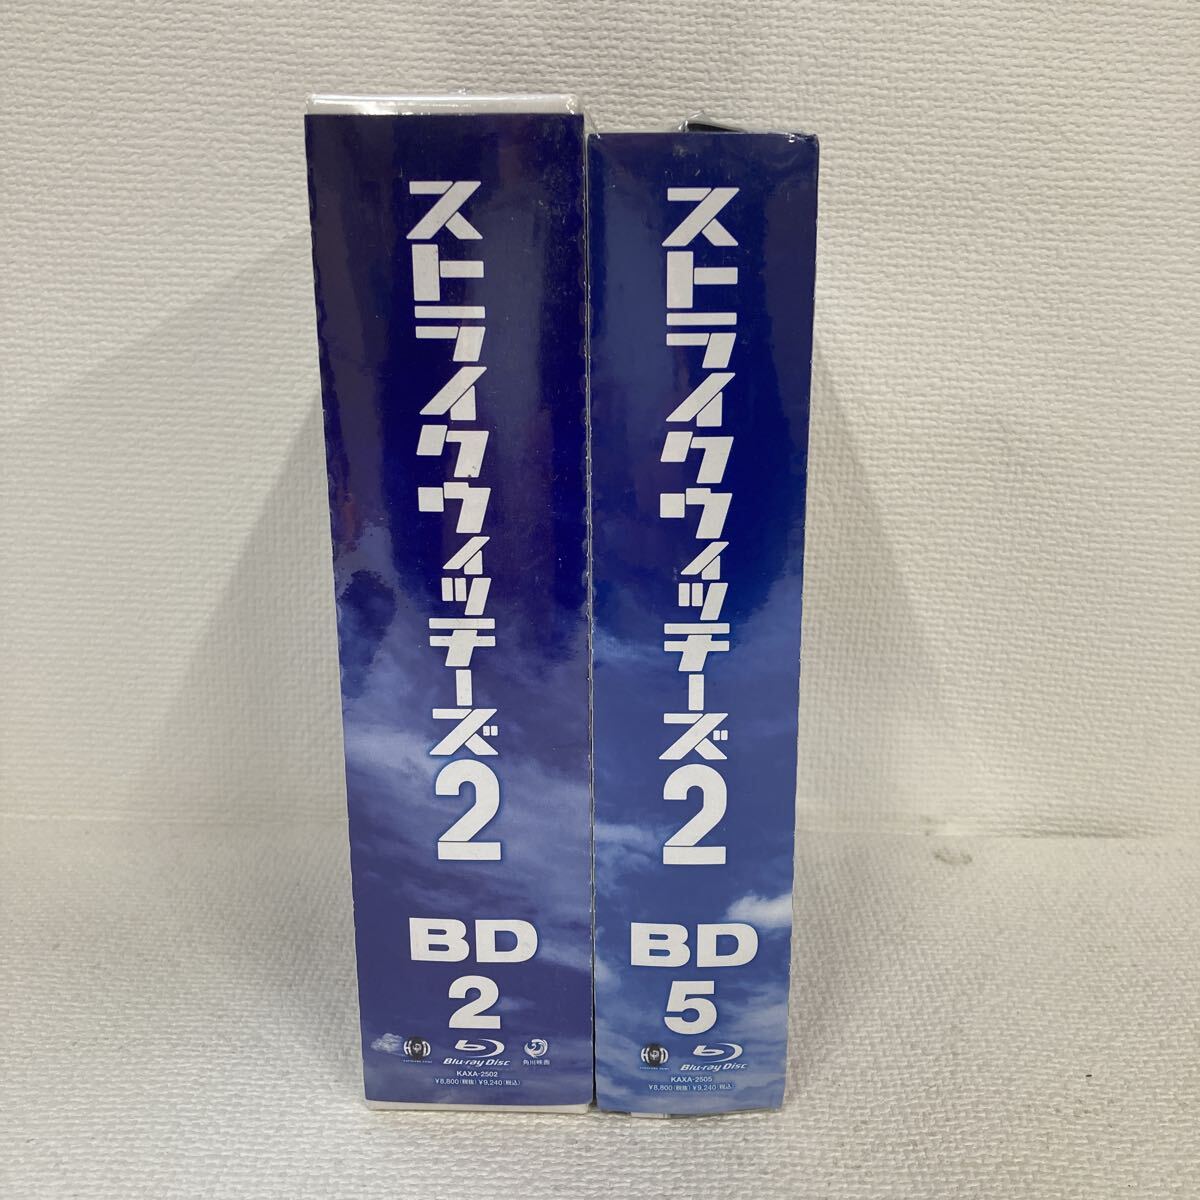 ストライクウィッチーズ2
BD
2
Blu-ray Disc
角川映画
KAXA-2502
¥8,800(税抜) ¥9,240(税込)
ストライクウィッチーズ2
BD
5
Blu-ray Disc
KAXA-2505
¥8,800(税抜) ¥9,240(税込)